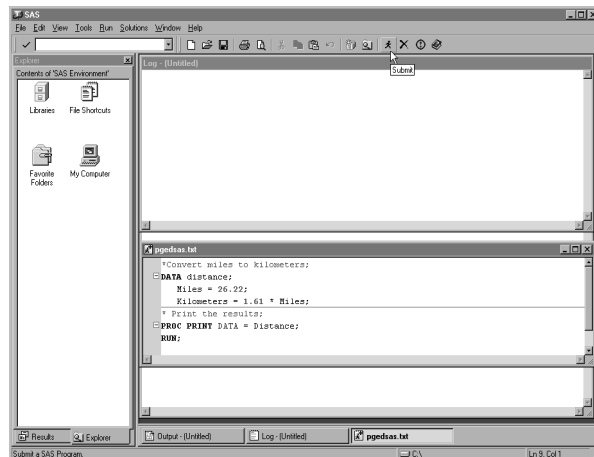 SAS
File Edit View Tools Run Solutions Window Help
Explorer
Contents of 'SAS Environment'
Libraries
File Shortcuts
Favorite Folders
My Computer
Log - (Untitled)
Submit
pgedsas.txt
*Convert miles to kilometers;
DATA distance;
Miles = 26.22;
Kilometers = 1.61 * Miles;
* Print the results;
PROC PRINT DATA = Distance;
RUN;
Results
Explorer
Output - (Untitled)
Log - (Untitled)
pgedsas.txt
Submit a SAS Program.
C:\
Ln 9, Col 1